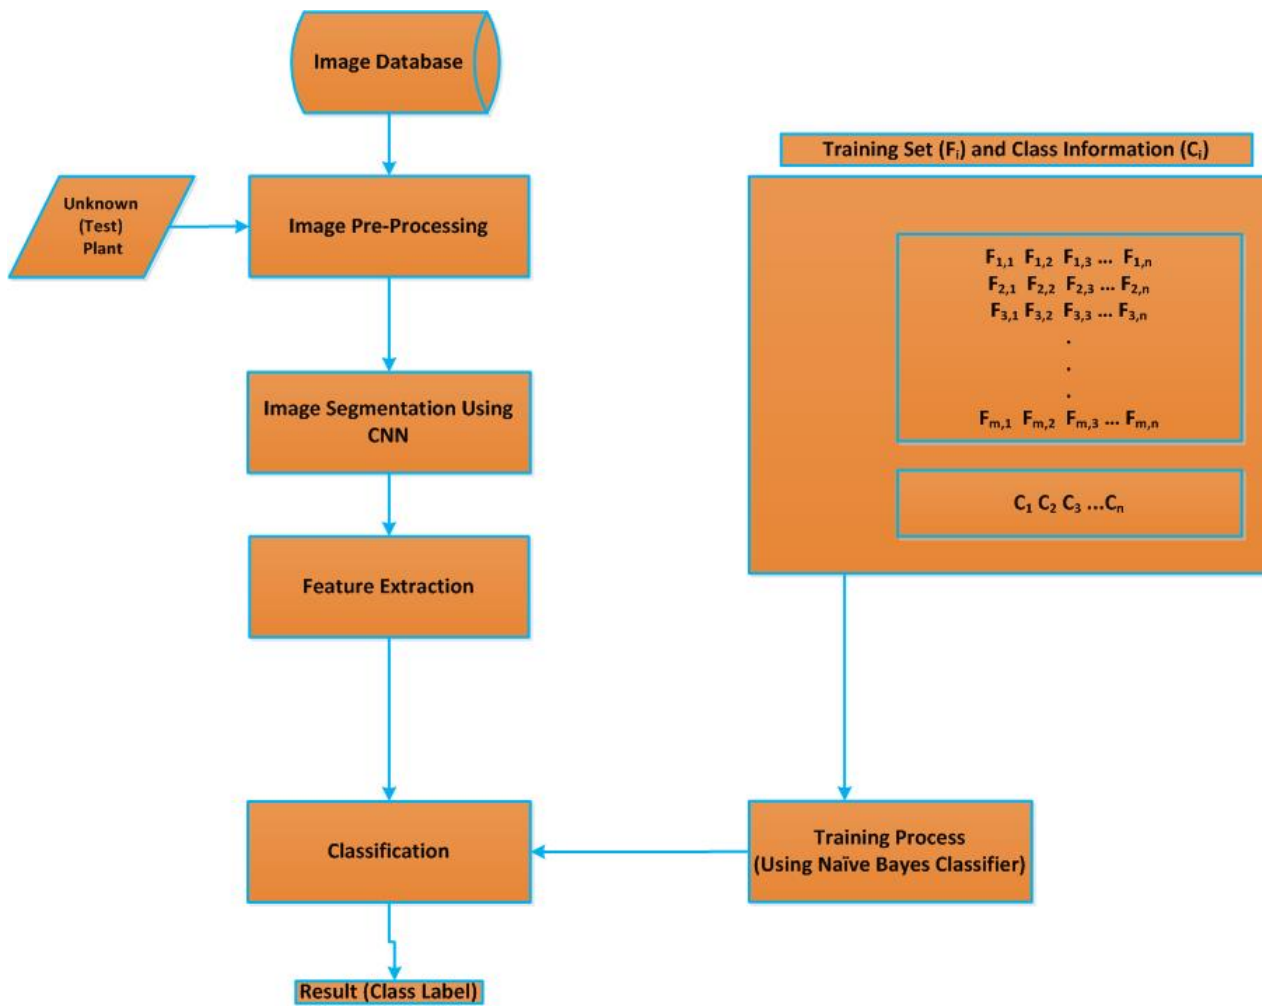 Image Database
Unknown
(Test)
Plant
Image Pre-Processing
Image Segmentation Using
CNN
Feature Extraction
Classification
Result (Class Label)
Training Set (Fᵢ) and Class Information (Cᵢ)
F₁,₁ F₁,₂ F₁,₃ ... F₁,ₙ
F₂,₁ F₂,₂ F₂,₃ ... F₂,ₙ
F₃,₁ F₃,₂ F₃,₃ ... F₃,ₙ
.
.
.
Fₘ,₁ Fₘ,₂ Fₘ,₃ ... Fₘ,ₙ
C₁ C₂ C₃ ...Cₙ
Training Process
(Using Naïve Bayes Classifier)